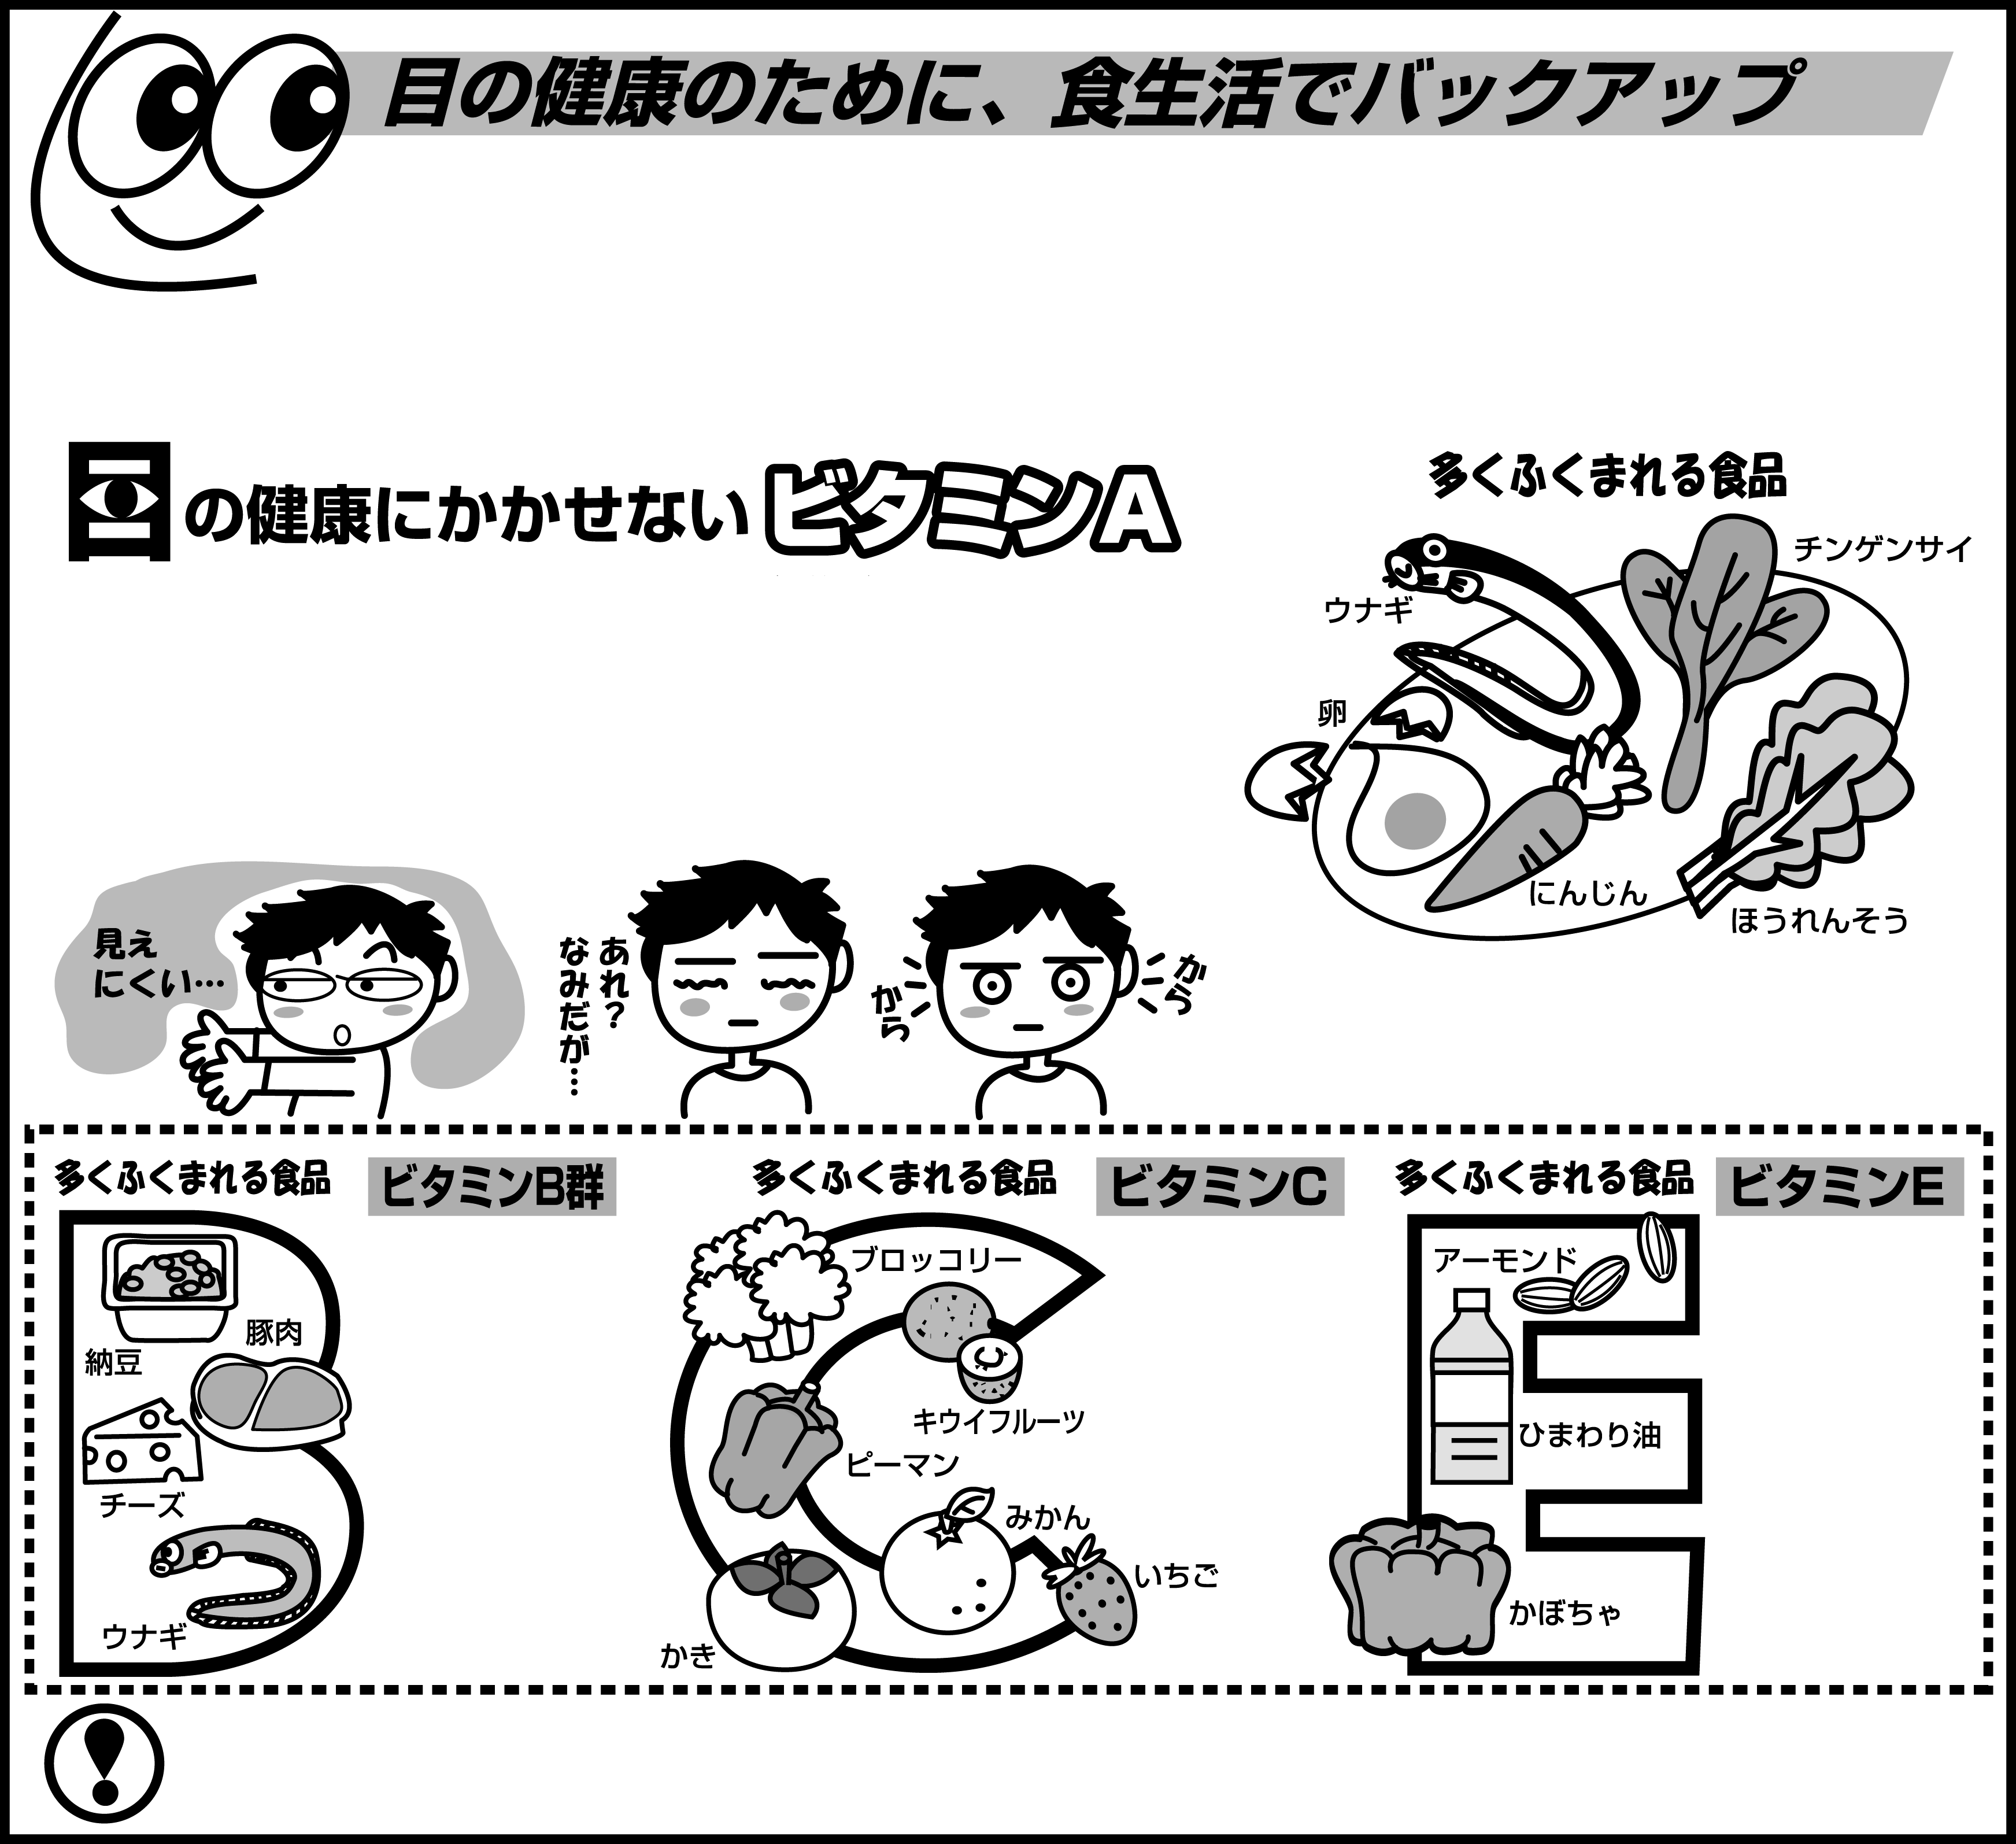 目の健康のために、食生活でバックアップ
目の健康にかかせないビタミンA
多くふくまれる食品
チンゲンサイ
ウナギ
卵
にんじん
ほうれんそう
見え
にくい…
あれ?
なみだが…
から
から
多くふくまれる食品
ビタミンB群
納豆
豚肉
チーズ
ウナギ
多くふくまれる食品
ビタミンC
ブロッコリー
C
キウイフルーツ
ピーマン
みかん
いちご
かき
多くふくまれる食品
ビタミンE
アーモンド
ひまわり油
かぼちゃ